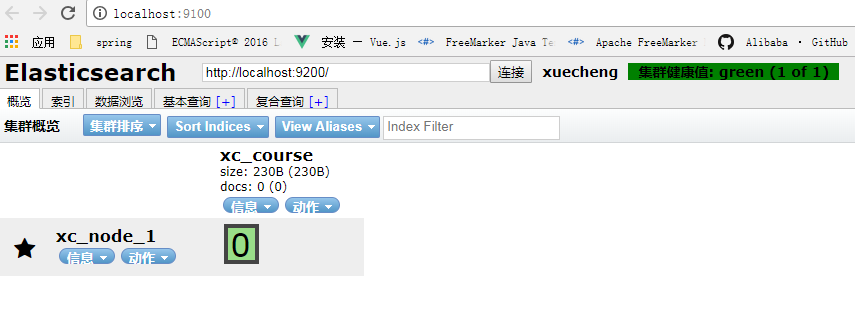 localhost:9100
应用 spring ECMAScript® 2016 L 安装 — Vue.js FreeMarker Java Te Apache FreeMarker Alibaba · GitHub
Elasticsearch http://localhost:9200/ 连接 xuecheng 集群健康值: green (1 of 1)
概览 索引 数据浏览 基本查询 [+] 复合查询 [+]
集群概览 集群排序 Sort Indices View Aliases Index Filter
xc_course
size: 230B (230B)
docs: 0 (0)
信息 动作
xc_node_1 0
信息 动作